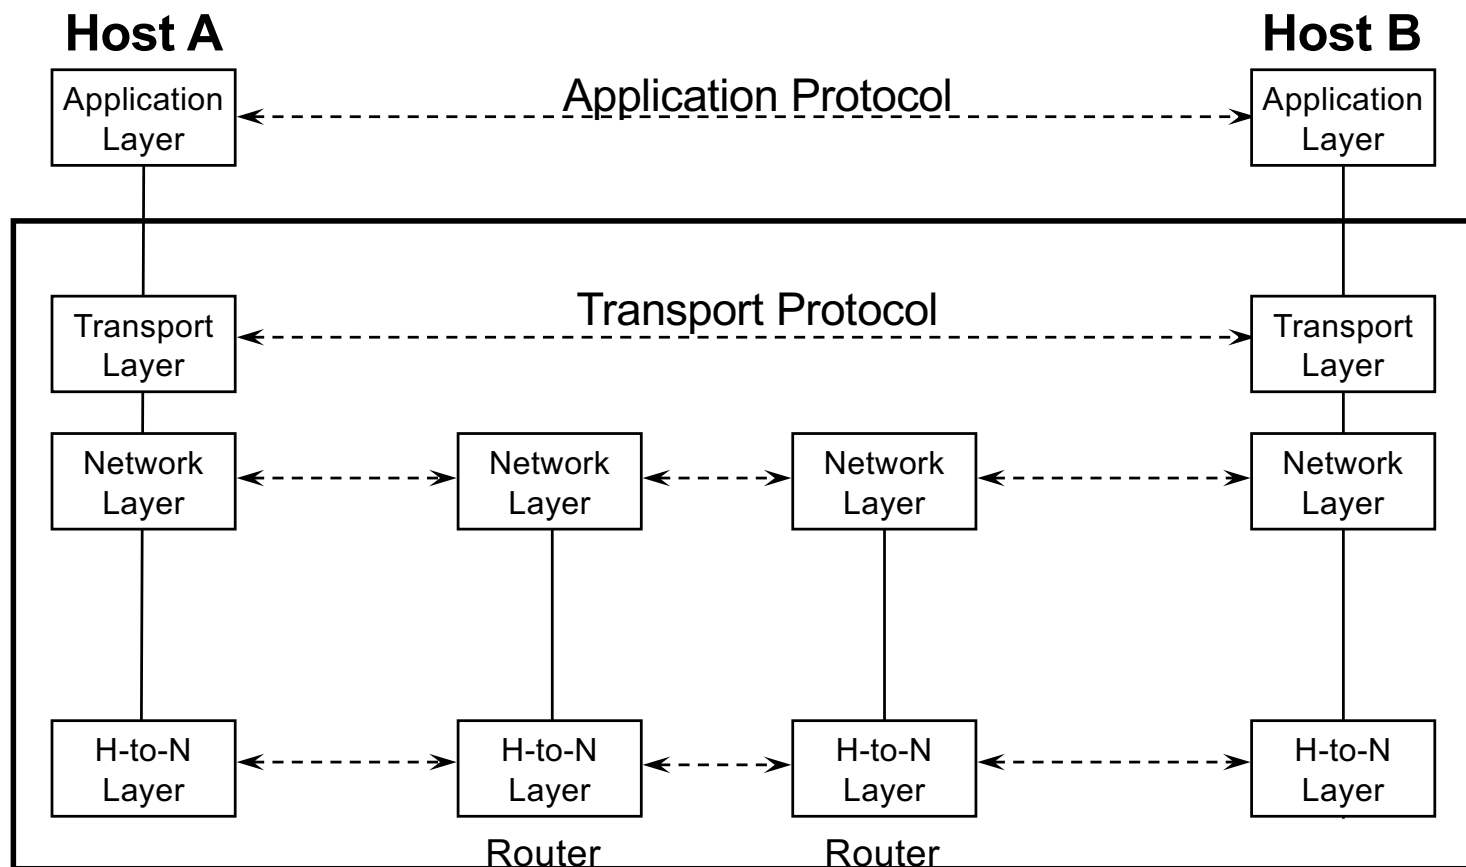 Host A
Host B
Application
Layer
Application Protocol
Application
Layer
Transport
Layer
Transport Protocol
Transport
Layer
Network
Layer
Network
Layer
Network
Layer
Network
Layer
H-to-N
Layer
H-to-N
Layer
H-to-N
Layer
H-to-N
Layer
Router
Router